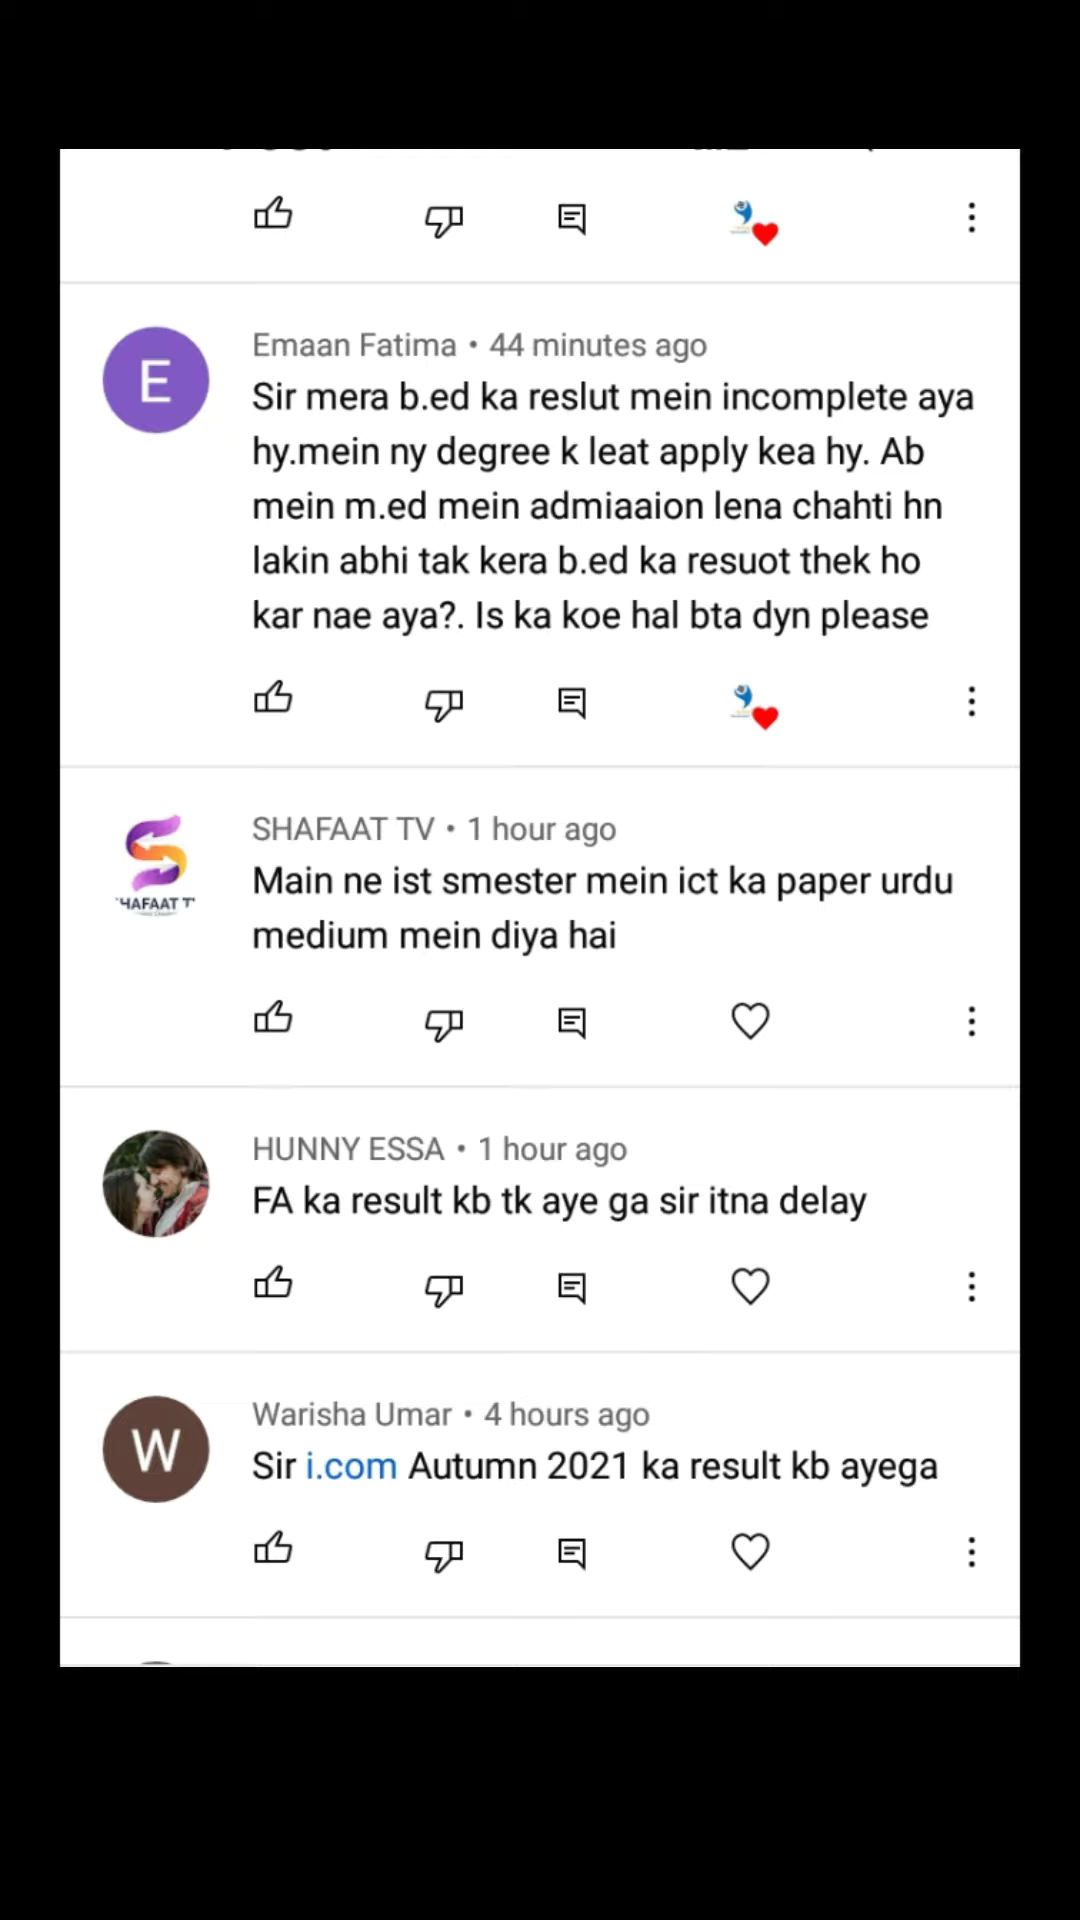 Emaan Fatima • 44 minutes ago
Sir mera b.ed ka reslut mein incomplete aya
hy.mein ny degree k leat apply kea hy. Ab
mein m.ed mein admiaaion lena chahti hn
lakin abhi tak kera b.ed ka resuot thek ho
kar nae aya?. Is ka koe hal bta dyn please
E
SHAFAAT TV • 1 hour ago
Main ne ist smester mein ict ka paper urdu
medium mein diya hai
HAFAAT T
HUNNY ESSA • 1 hour ago
FA ka result kb tk aye ga sir itna delay
Warisha Umar • 4 hours ago
Sir i.com Autumn 2021 ka result kb ayega
W